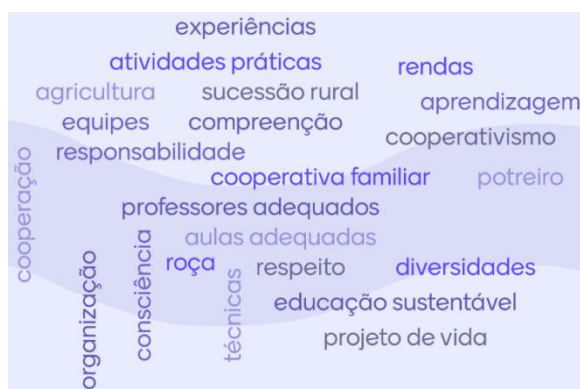 experiências
atividades práticas
rendas
agricultura
sucessão rural
aprendizagem
equipes
compreenção
cooperativismo
responsabilidade
cooperação
cooperativa familiar
potreiro
professores adequados
aulas adequadas
organização
consciência
roça
técnicas
respeito
diversidades
educação sustentável
projeto de vida